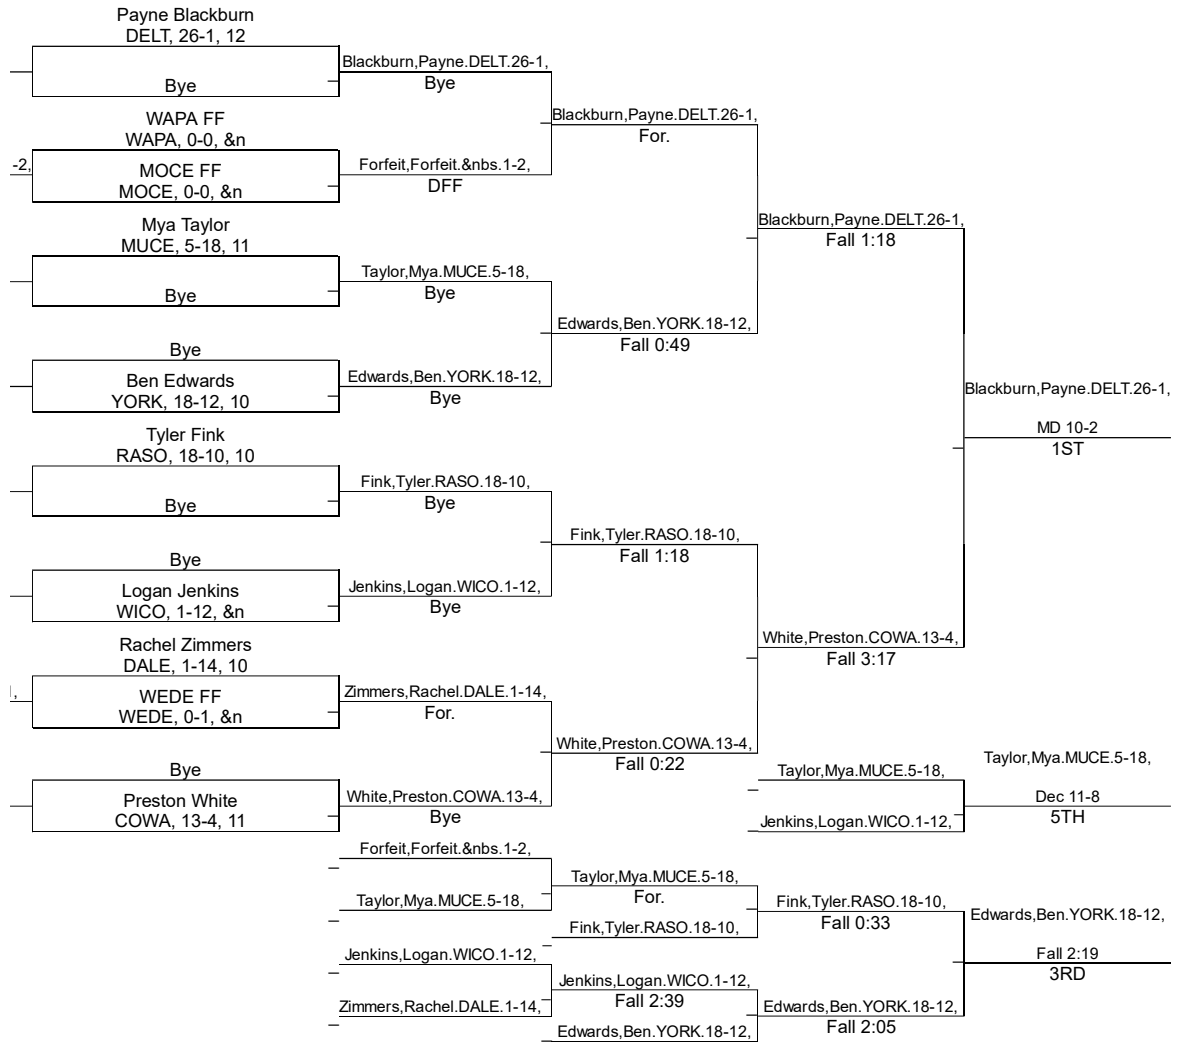 Payne Blackburn
DELT, 26-1, 12
Blackburn,Payne.DELT.26-1,
Bye
Bye
Blackburn,Payne.DELT.26-1,
For.
WAPA FF
WAPA, 0-0, &n
-2,
MOCE FF
MOCE, 0-0, &n
Forfeit,Forfeit.&nbs.1-2,
DFF
Blackburn,Payne.DELT.26-1,
Fall 1:18
Mya Taylor
MUCE, 5-18, 11
Taylor,Mya.MUCE.5-18,
Bye
Bye
Edwards,Ben.YORK.18-12,
Fall 0:49
Bye
Ben Edwards
YORK, 18-12, 10
Edwards,Ben.YORK.18-12,
Bye
Blackburn,Payne.DELT.26-1,
MD 10-2
1ST
Tyler Fink
RASO, 18-10, 10
Fink,Tyler.RASO.18-10,
Bye
Bye
Fink,Tyler.RASO.18-10,
Fall 1:18
Bye
Logan Jenkins
WICO, 1-12, &n
Jenkins,Logan.WICO.1-12,
Bye
White,Preston.COWA.13-4,
Fall 3:17
Rachel Zimmers
DALE, 1-14, 10
WEDE FF
WEDE, 0-1, &n
Zimmers,Rachel.DALE.1-14,
For.
White,Preston.COWA.13-4,
Fall 0:22
Bye
Preston White
COWA, 13-4, 11
White,Preston.COWA.13-4,
Bye
Taylor,Mya.MUCE.5-18,
Jenkins,Logan.WICO.1-12,
Taylor,Mya.MUCE.5-18,
Dec 11-8
5TH
Forfeit,Forfeit.&nbs.1-2,
Taylor,Mya.MUCE.5-18,
Taylor,Mya.MUCE.5-18,
For.
Fink,Tyler.RASO.18-10,
Fink,Tyler.RASO.18-10,
Fall 0:33
Edwards,Ben.YORK.18-12,
Fall 2:19
3RD
Jenkins,Logan.WICO.1-12,
Zimmers,Rachel.DALE.1-14,
Jenkins,Logan.WICO.1-12,
Fall 2:39
Edwards,Ben.YORK.18-12,
Edwards,Ben.YORK.18-12,
Fall 2:05